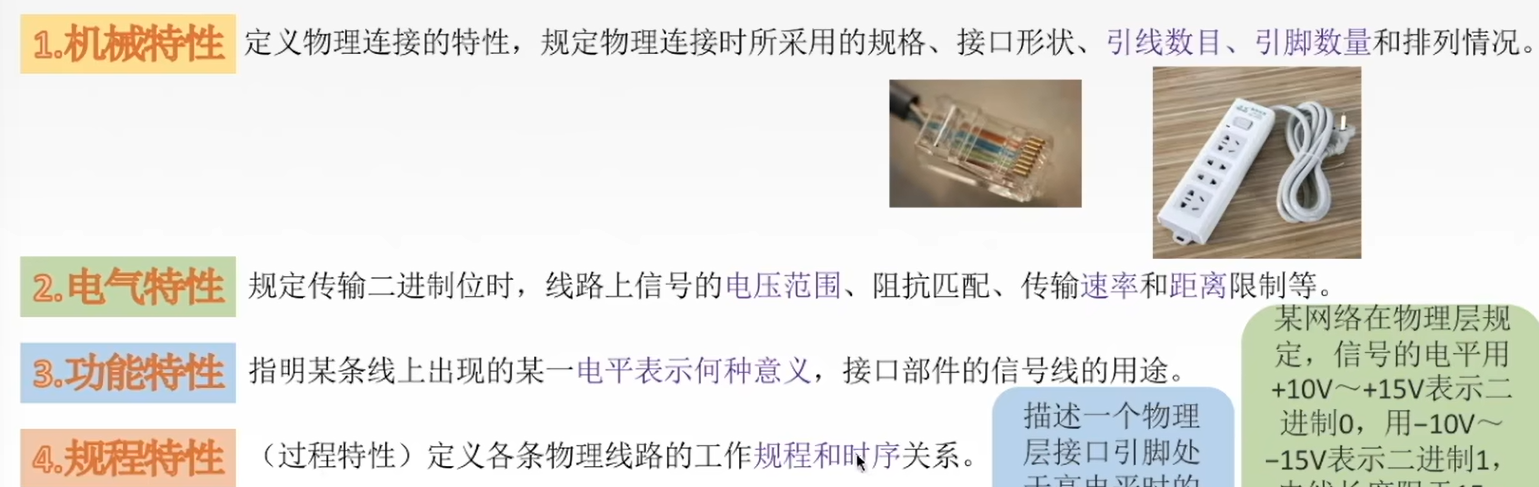 1.机械特性 定义物理连接的特性，规定物理连接时所采用的规格、接口形状、引线数目、引脚数量和排列情况。
2.电气特性 规定传输二进制位时，线路上信号的电压范围、阻抗匹配、传输速率和距离限制等。
3.功能特性 指明某条线上出现的某一电平表示何种意义，接口部件的信号线的用途。
4.规程特性 （过程特性）定义各条物理线路的工作规程和时序关系。
描述一个物理
层接口引脚处
于高电平时的
某网络在物理层规
定，信号的电平用
+10V～+15V表示二
进制0，用-10V～
-15V表示二进制1，